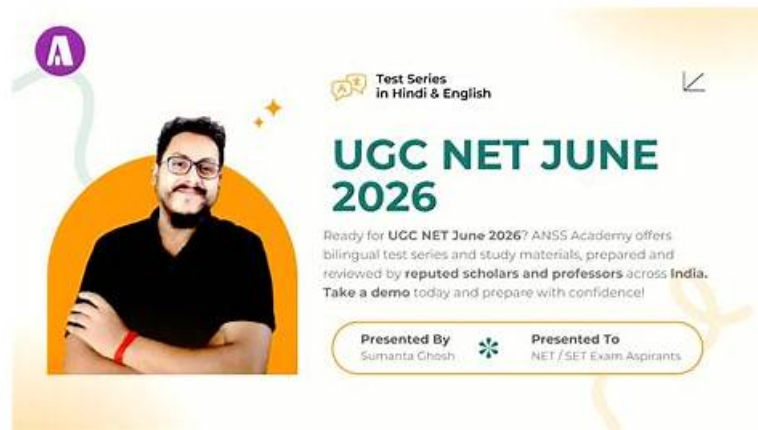 Test Series
in Hindi & English
UGC NET JUNE
2026
Ready for UGC NET June 2026? ANSS Academy offers
bilingual test series and study materials, prepared and
reviewed by reputed scholars and professors across India.
Take a demo today and prepare with confidence!
Presented By
Sumanta Ghosh
Presented To
NET / SET Exam Aspirants